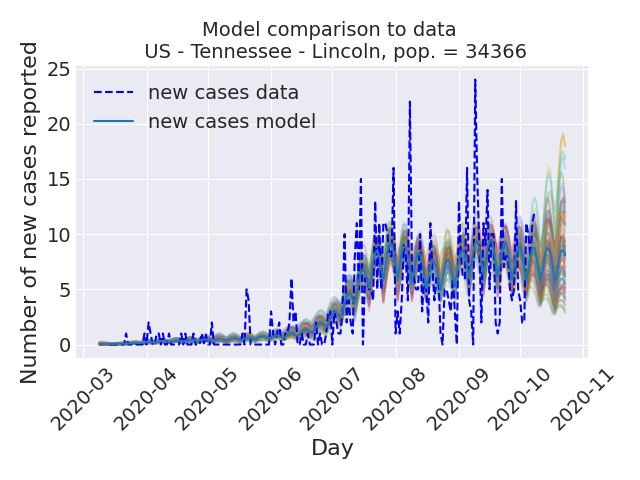 Model comparison to data
US - Tennessee - Lincoln, pop. = 34366
Number of new cases reported
25
20
15
10
5
0
new cases data
new cases model
2020-03
2020-04
2020-05
2020-06
2020-07
2020-08
2020-09
2020-10
2020-11
Day